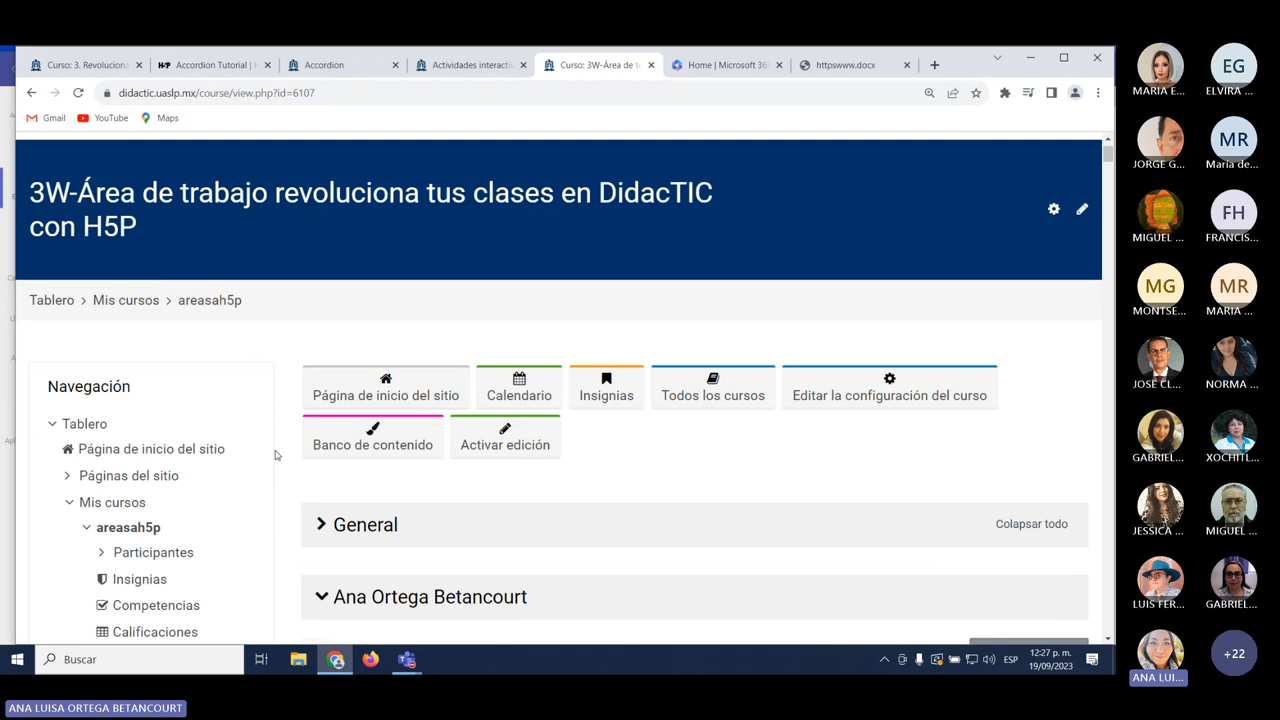 Curso: 3. Revoluciona
Accordion Tutorial | H
Accordion
Actividades interacti
Curso: 3W-Área de tr
Home | Microsoft 36
httpswww.docx
didactic.uaslp.mx/course/view.php?id=6107
Gmail
YouTube
Maps
3W-Área de trabajo revoluciona tus clases en DidacTIC
con H5P
Tablero > Mis cursos > areasah5p
Navegación
Tablero
Página de inicio del sitio
Páginas del sitio
Mis cursos
areasah5p
Participantes
Insignias
Competencias
Calificaciones
Página de inicio del sitio
Calendario
Insignias
Todos los cursos
Editar la configuración del curso
Banco de contenido
Activar edición
General
Colapsar todo
Ana Ortega Betancourt
Buscar
ESP
12:27 p. m.
19/09/2023
MARIA E...
EG
ELVIRA ...
JORGE G...
MR
María de...
MIGUEL ...
FH
FRANCIS...
MG
MONTSE...
MR
MARIA ...
JOSE CL...
NORMA ...
GABRIEL...
XOCHITL...
JESSICA ...
MIGUEL ...
LUIS FER...
GABRIEL...
ANA LUI...
+22
ANA LUISA ORTEGA BETANCOURT